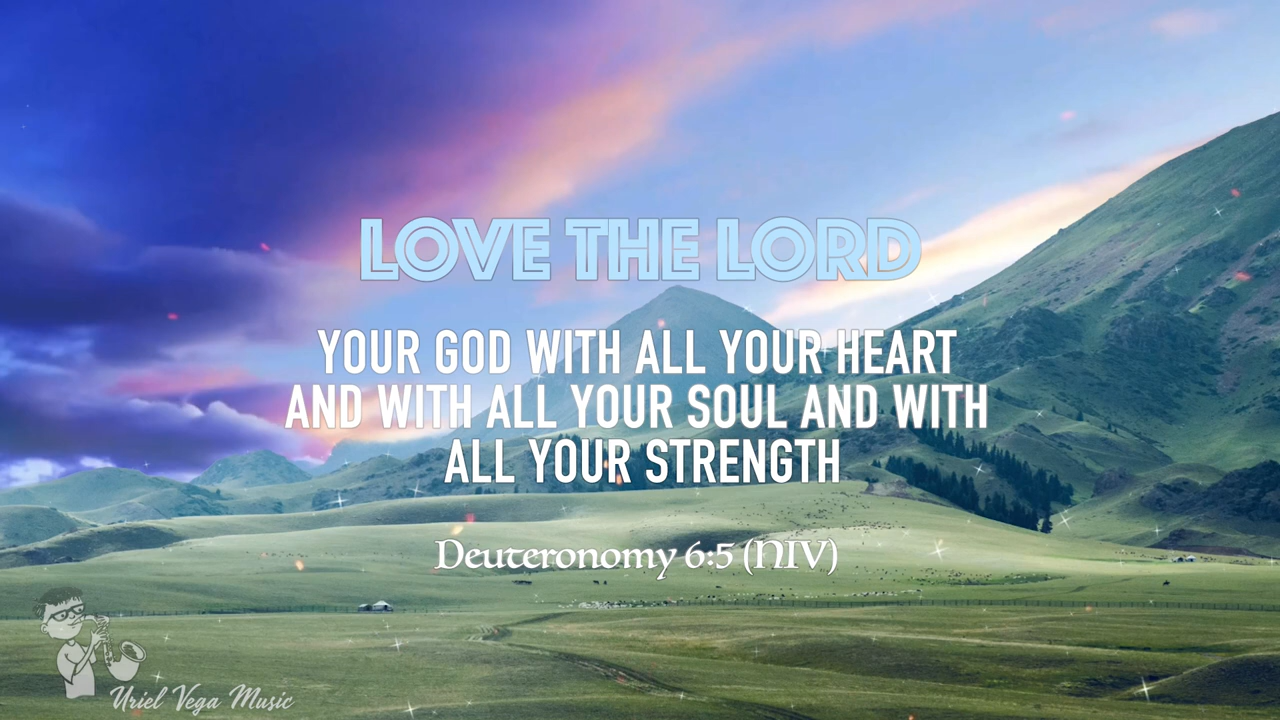 LOVE THE LORD
YOUR GOD WITH ALL YOUR HEART
AND WITH ALL YOUR SOUL AND WITH
ALL YOUR STRENGTH
Deuteronomy 6:5 (NIV)
Uriel Vega Music